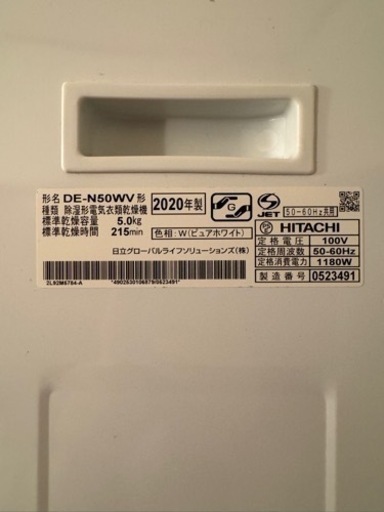 形名 DE-N50WV 形
種類 除湿形電気衣類乾燥機
標準乾燥容量 5.0kg
標準乾燥時間 215min
2020年製
G
S
JET
50-60Hz共用
色相:W(ピュアホワイト)
日立グローバルライフソリューションズ(株)
HITACHI
定格電圧 100V
定格周波数 50-60Hz
定格消費電力 1180W
製造番号 0523491
2L92M6784-A